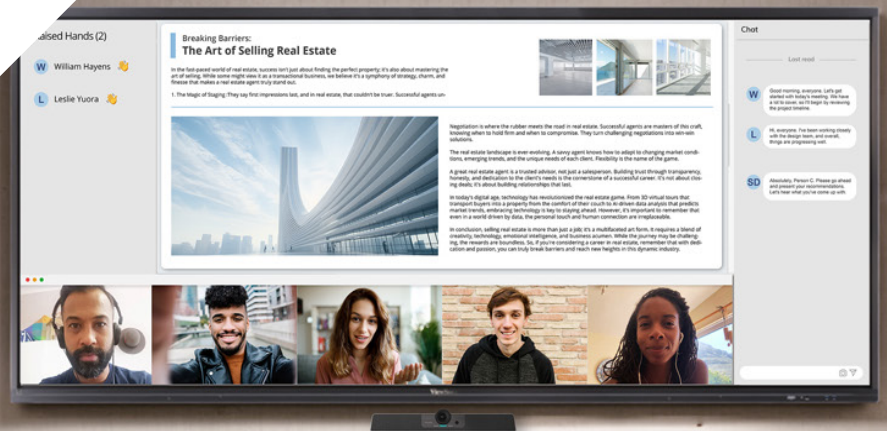 aised Hands (2)
W William Hayens
L Leslie Yuora
Breaking Barriers:
The Art of Selling Real Estate
In the fast-paced world of real estate, success isn't just about finding the perfect property; it's also about mastering the
art of selling. While some might view it as a transactional business, we believe it's a symphony of strategy, charm, and
finesse that makes a real estate agent truly stand out.
1. The Magic of Staging: They say first impressions last, and in real estate, that couldn't be truer. Successful agents un-
Negotiation is where the rubber meets the road in real estate. Successful agents are masters of this craft,
knowing when to hold firm and when to compromise. They turn challenging negotiations into win-win
solutions.
The real estate landscape is ever-evolving. A savvy agent knows how to adapt to changing market condi-
tions, emerging trends, and the unique needs of each client. Flexibility is the name of the game.
A great real estate agent is a trusted advisor, not just a salesperson. Building trust through transparency,
honesty, and dedication to the client's needs is the cornerstone of a successful career. It's not about clos-
ing deals; it's about building relationships that last.
In today's digital age, technology has revolutionized the real estate game. From 3D virtual tours that
transport buyers into a property from the comfort of their couch to AI-driven data analysis that predicts
market trends, embracing technology is key to staying ahead. However, it's important to remember that
even in a world driven by data, the personal touch and human connection are irreplaceable.
In conclusion, selling real estate is more than just a job; it's a multifaceted art form. It requires a blend of
creativity, technology, emotional intelligence, and business acumen. While the journey may be challeng-
ing, the rewards are boundless. So, if you're considering a career in real estate, remember that with dedi-
cation and passion, you can truly break barriers and reach new heights in this dynamic industry.
Chat
Last read
W
Good morning, everyone. Let's get
started with today's meeting. We have
a lot to cover, so I'll begin by reviewing
the project timeline.
L
Hi, everyone. I've been working closely
with the design team, and overall,
things are progressing well.
SD
Absolutely, Person C. Please go ahead
and present your recommendations.
Let's hear what you've come up with
ViewSonic